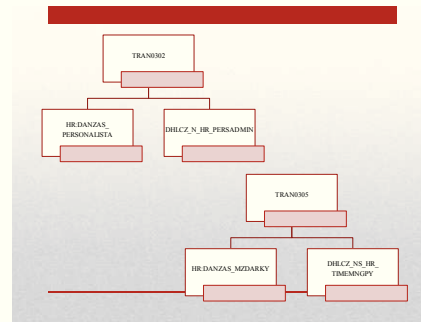 TRAN0302
HR:DANZAS_
PERSONALISTA
DHLCZ_N_HR_PERSADMIN
TRAN0305
HR:DANZAS_MZDARKY
DHLCZ_NS_HR_
TIMEMNGPY